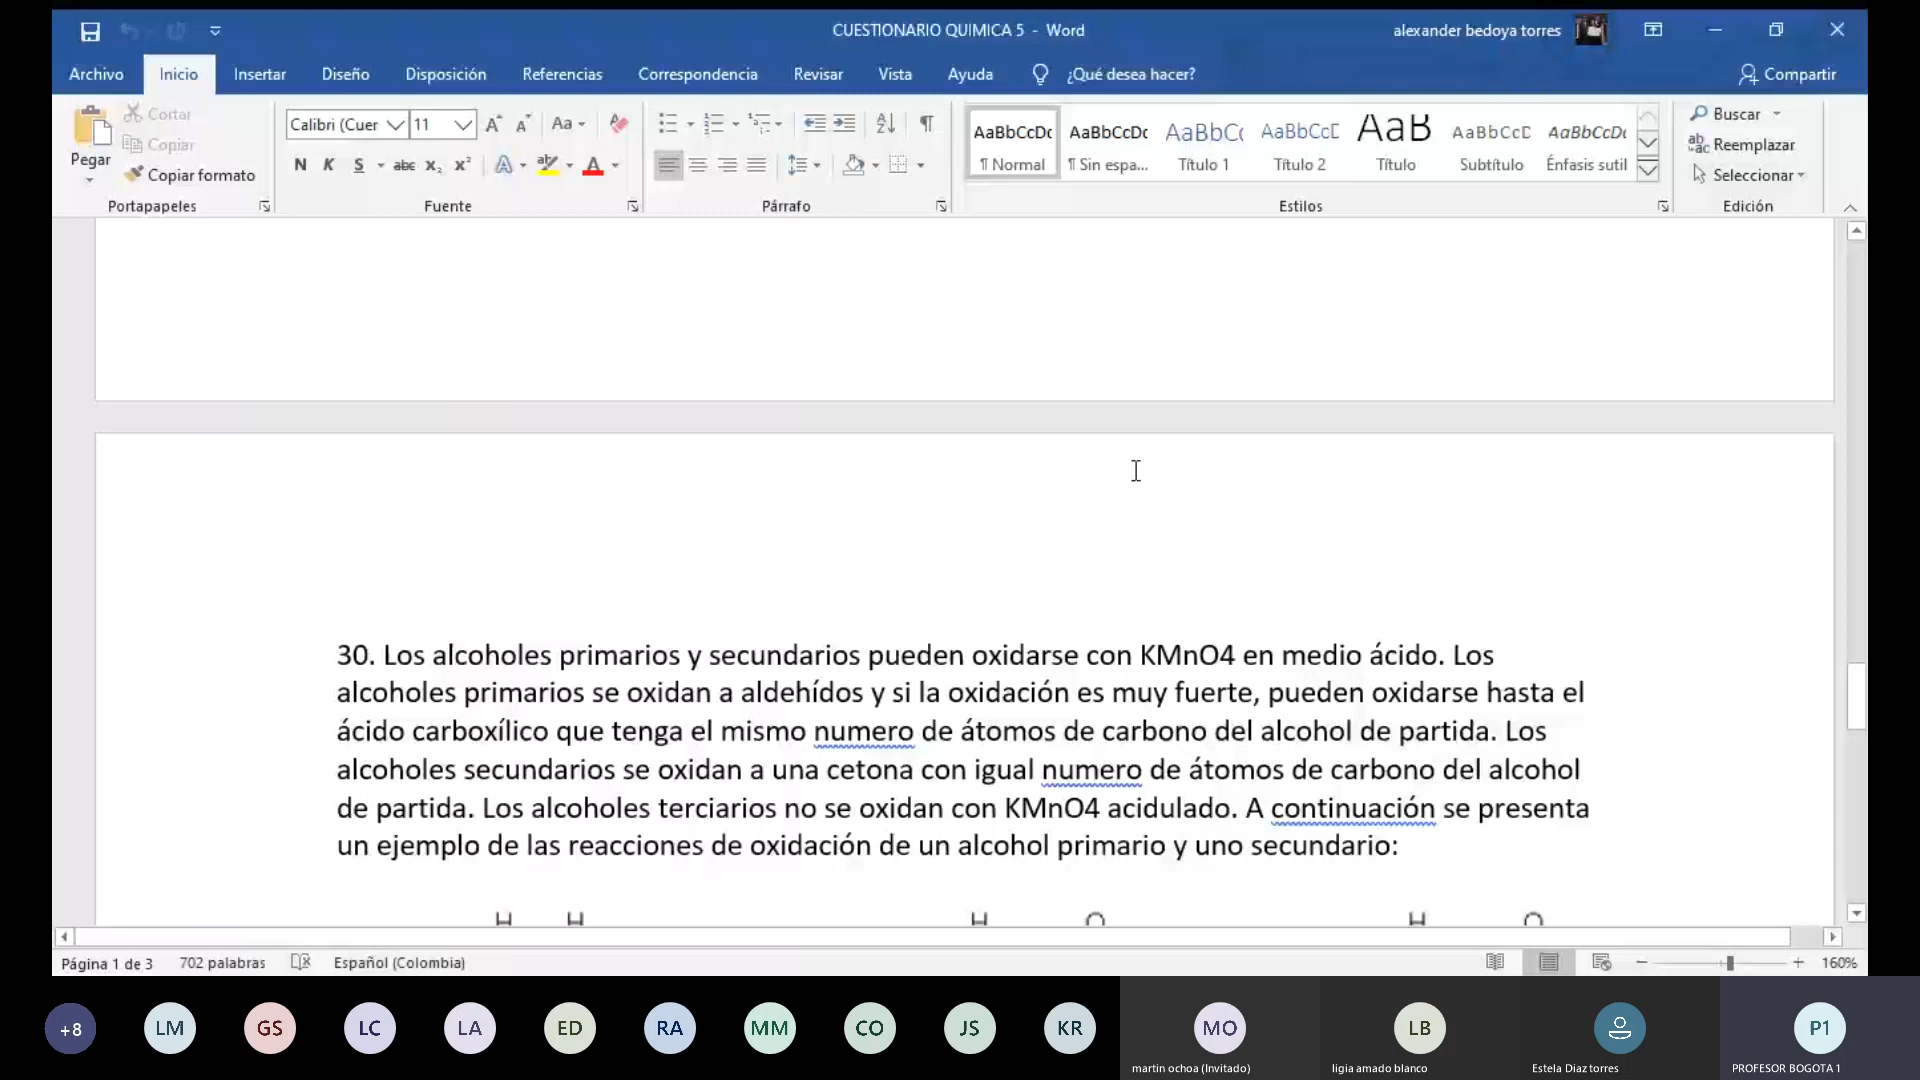 CUESTIONARIO QUIMICA 5 - Word
alexander bedoya torres
Archivo Inicio Insertar Diseño Disposición Referencias Correspondencia Revisar Vista Ayuda ¿Qué desea hacer? Compartir
Pegar
Cortar
Copiar
Copiar formato
Portapapeles
Calibri (Cuer 11
Aa
N K S abc x₂ x²
A A
Fuente
Párrafo
AaBbCcDc AaBbCcDc AaBbC AaBbCcD AaB AaBbCcD AaBbCcDc
¶ Normal ¶ Sin espa... Título 1 Título 2 Título Subtítulo Énfasis sutil
Estilos
Buscar
Reemplazar
Seleccionar
Edición
30. Los alcoholes primarios y secundarios pueden oxidarse con KMnO4 en medio ácido. Los
alcoholes primarios se oxidan a aldehídos y si la oxidación es muy fuerte, pueden oxidarse hasta el
ácido carboxílico que tenga el mismo numero de átomos de carbono del alcohol de partida. Los
alcoholes secundarios se oxidan a una cetona con igual numero de átomos de carbono del alcohol
de partida. Los alcoholes terciarios no se oxidan con KMnO4 acidulado. A continuación se presenta
un ejemplo de las reacciones de oxidación de un alcohol primario y uno secundario:
H H H O H O
Página 1 de 3 702 palabras Español (Colombia) 160%
+8 LM GS LC LA ED RA MM CO JS KR MO LB P1
martin ochoa (Invitado) ligia amado blanco Estela Diaz torres PROFESOR BOGOTA 1